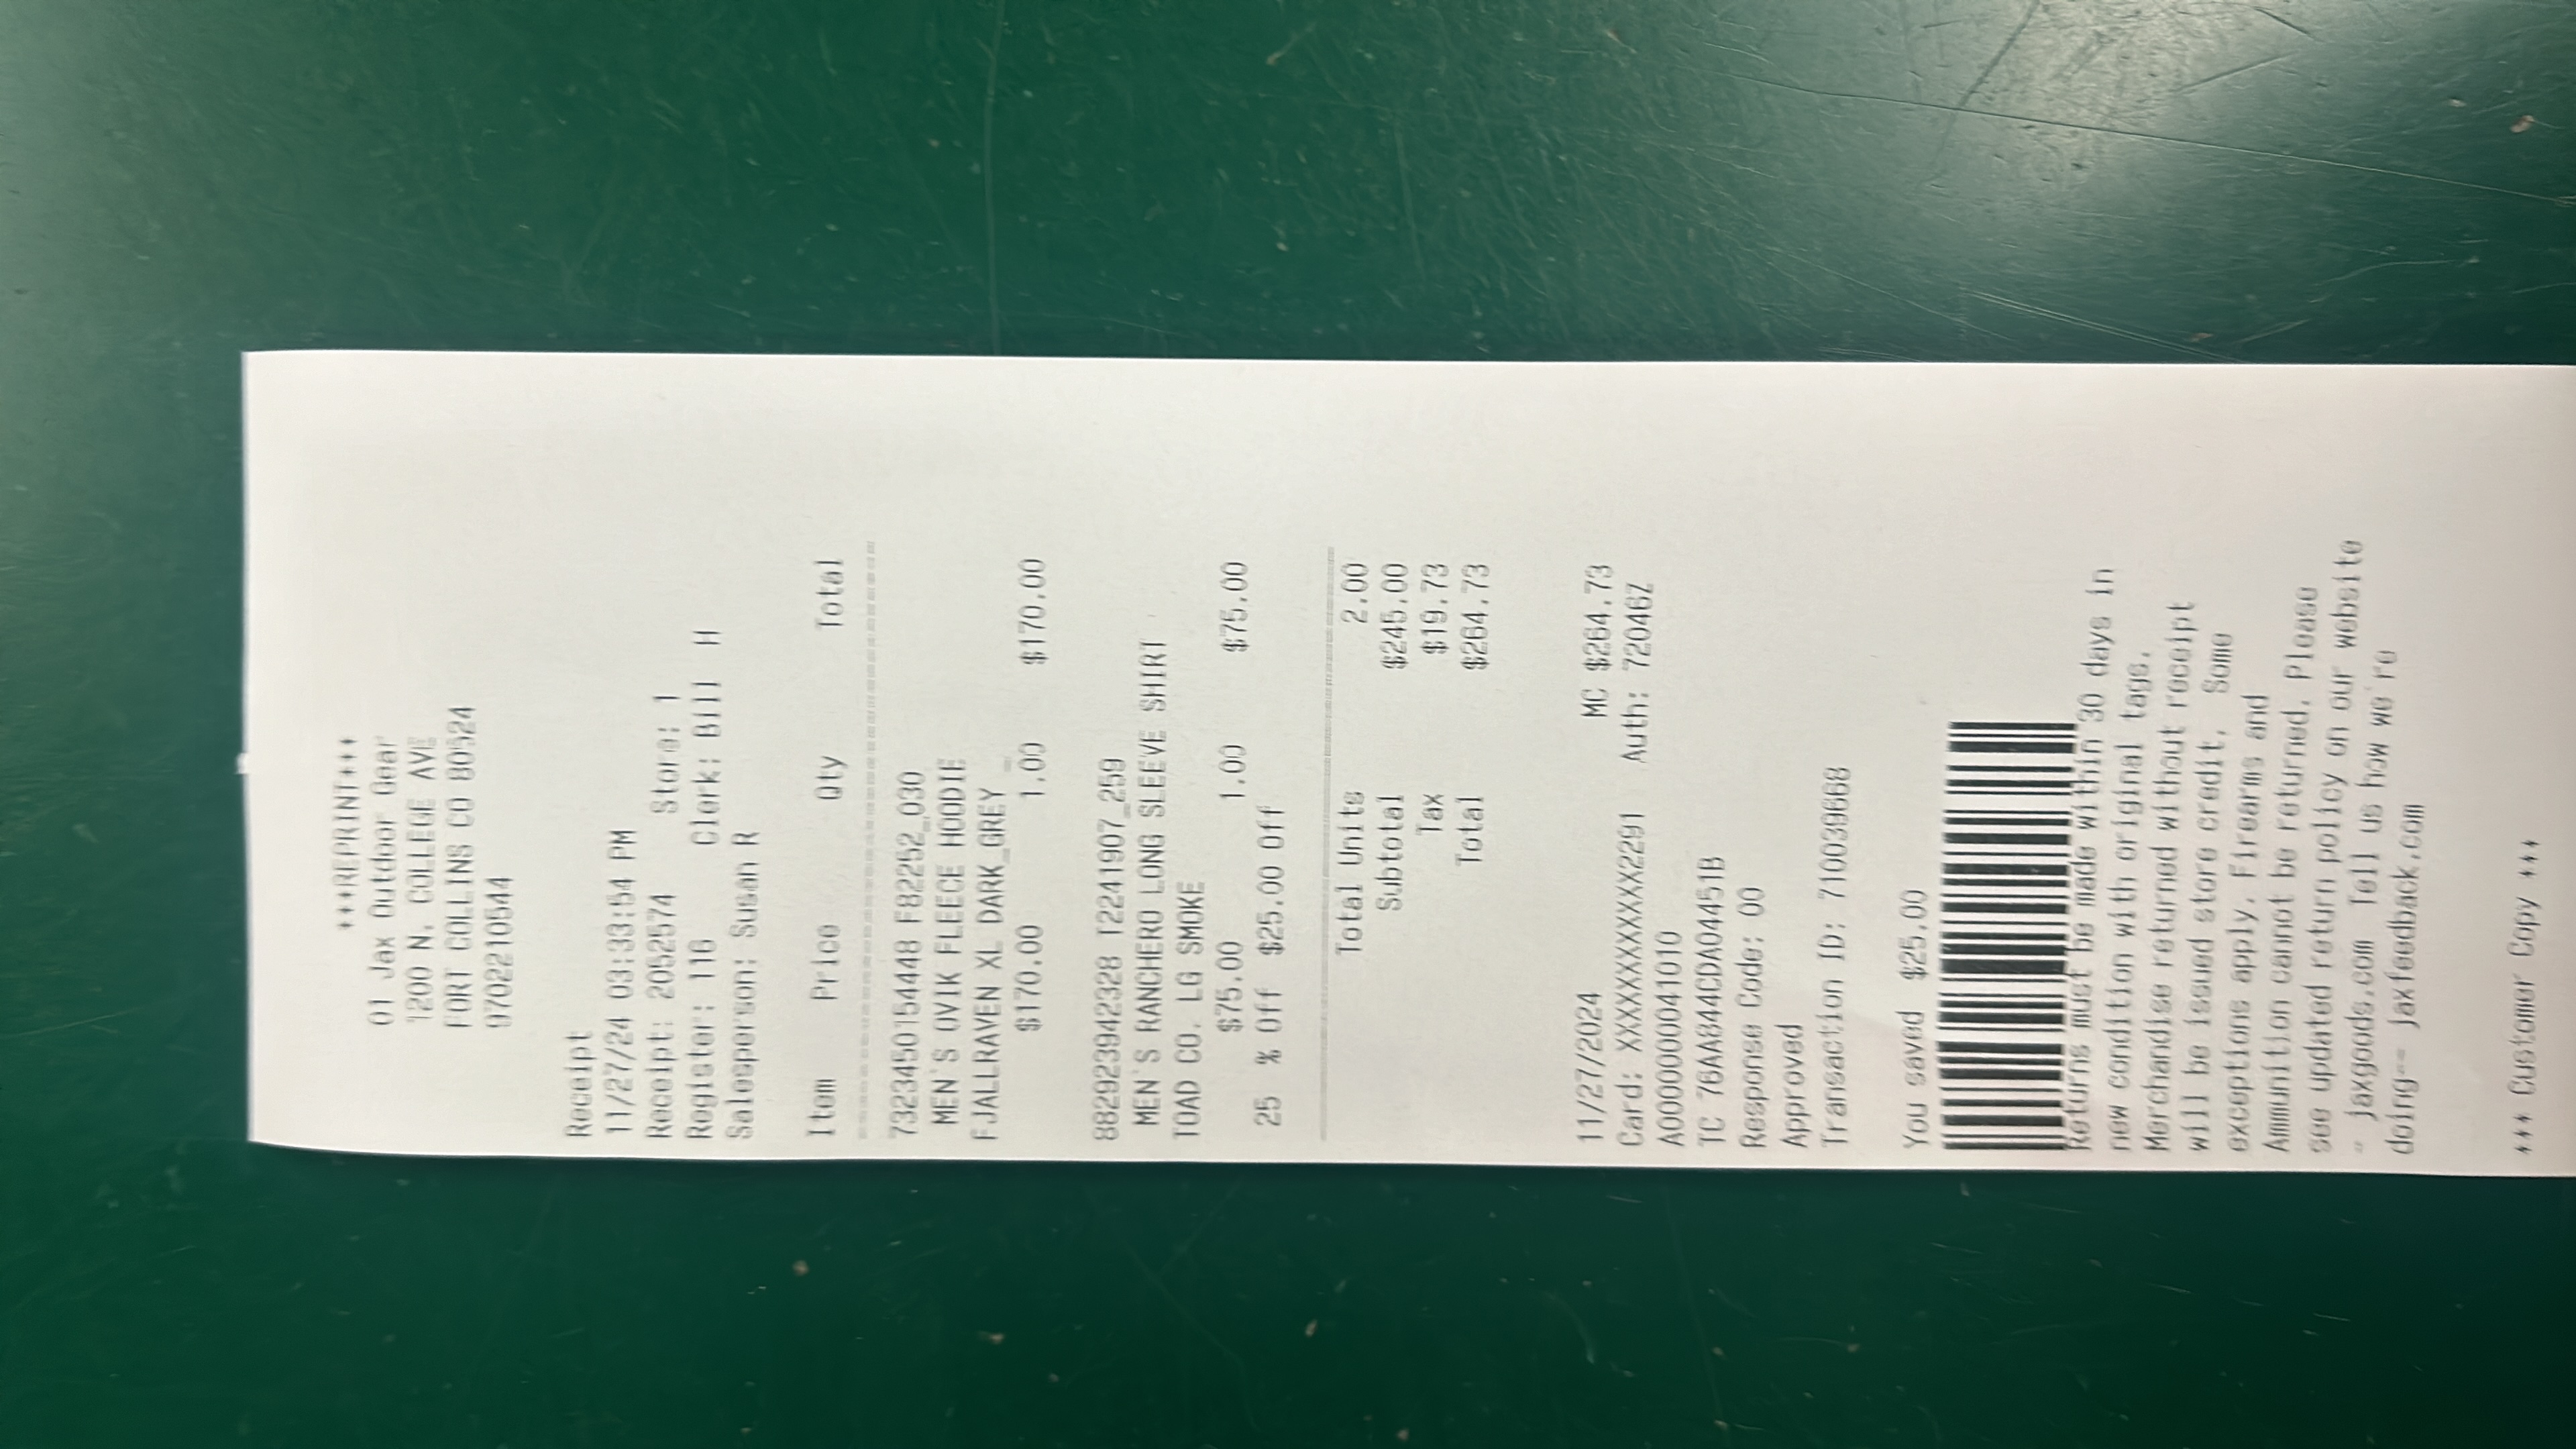 ***REPRINT***
01 Jax Outdoor Gear
1200 N. COLLEGE AVE
FORT COLLINS CO 80524
9702210544
Receipt
11/27/24 03:33:54 PM
Receipt: 2052574 Store: 1
Register: 116 Clerk: Bill H
Salesperson: Susan R
Item Price Qty Total
7323450154448 F82252_030
MEN'S OVIK FLEECE HOODIE
FJALLRAVEN XL DARK_GREY_
$170.00 1.00 $170.00
882929394​2328 T2241907_259
MEN'S RANCHERO LONG SLEEVE SHIRT
TOAD CO. LG SMOKE
$75.00 1.00 $75.00
25 % Off $25.00 Off
Total Units 2.00
Subtotal $245.00
Tax $19.73
Total $264.73
11/27/2024 MC $264.73
Card: XXXXXXXXXXXX2291 Auth: 72046Z
A0000000041010
TC 76AA844CDA04451B
Response Code: 00
Approved
Transaction ID: 710039668
You saved $25.00
Returns must be made within 30 days in
new condition with original tags.
Merchandise returned without receipt
will be issued store credit. Some
exceptions apply. Firearms and
Ammunition cannot be returned. Please
see updated return policy on our website
- jaxgoods.com Tell us how we're
doing-- jaxfeedback.com
*** Customer Copy ***